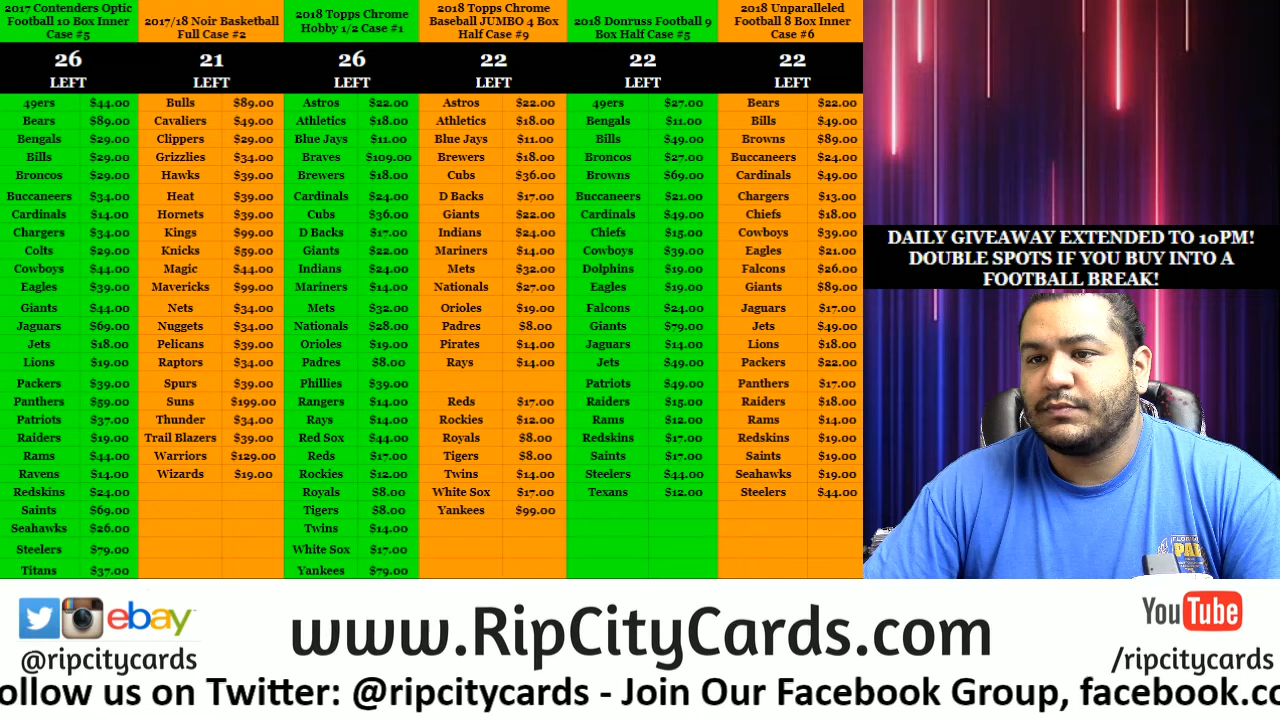 2017 Contenders Optic
Football 10 Box Inner
Case #5
26
LEFT
49ers $44.00
Bears $89.00
Bengals $29.00
Bills $29.00
Broncos $29.00
Buccaneers $34.00
Cardinals $14.00
Chargers $34.00
Colts $29.00
Cowboys $44.00
Eagles $39.00
Giants $44.00
Jaguars $69.00
Jets $18.00
Lions $19.00
Packers $39.00
Panthers $59.00
Patriots $37.00
Raiders $19.00
Rams $44.00
Ravens $14.00
Redskins $24.00
Saints $69.00
Seahawks $26.00
Steelers $79.00
Titans $37.00
2017/18 Noir Basketball
Full Case #2
21
LEFT
Bulls $89.00
Cavaliers $49.00
Clippers $29.00
Grizzlies $34.00
Hawks $39.00
Heat $39.00
Hornets $39.00
Kings $99.00
Knicks $59.00
Magic $44.00
Mavericks $99.00
Nets $34.00
Nuggets $34.00
Pelicans $39.00
Raptors $34.00
Spurs $39.00
Suns $199.00
Thunder $34.00
Trail Blazers $39.00
Warriors $129.00
Wizards $19.00
2018 Topps Chrome
Hobby 1/2 Case #1
26
LEFT
Astros $22.00
Athletics $18.00
Blue Jays $11.00
Braves $109.00
Brewers $18.00
Cardinals $24.00
Cubs $36.00
D Backs $17.00
Giants $22.00
Indians $24.00
Mariners $14.00
Mets $32.00
Nationals $28.00
Orioles $19.00
Padres $8.00
Phillies $39.00
Rangers $14.00
Rays $14.00
Red Sox $44.00
Reds $17.00
Rockies $12.00
Royals $8.00
Tigers $8.00
Twins $14.00
White Sox $17.00
Yankees $79.00
2018 Topps Chrome
Baseball JUMBO 4 Box
Half Case #9
22
LEFT
Astros $22.00
Athletics $18.00
Blue Jays $11.00
Brewers $18.00
Cubs $36.00
D Backs $17.00
Giants $22.00
Indians $24.00
Mariners $14.00
Mets $32.00
Nationals $27.00
Orioles $19.00
Padres $8.00
Pirates $14.00
Rays $14.00
Reds $17.00
Rockies $12.00
Royals $8.00
Tigers $8.00
Twins $14.00
White Sox $17.00
Yankees $99.00
2018 Donruss Football 9
Box Half Case #5
22
LEFT
49ers $27.00
Bengals $11.00
Bills $49.00
Broncos $27.00
Browns $69.00
Buccaneers $21.00
Cardinals $49.00
Chiefs $15.00
Cowboys $39.00
Dolphins $19.00
Eagles $19.00
Falcons $24.00
Giants $79.00
Jaguars $14.00
Jets $49.00
Patriots $49.00
Raiders $15.00
Rams $12.00
Redskins $17.00
Saints $17.00
Steelers $44.00
Texans $12.00
2018 Unparalleled
Football 8 Box Inner
Case #6
22
LEFT
Bears $22.00
Bills $49.00
Browns $89.00
Buccaneers $24.00
Cardinals $49.00
Chargers $13.00
Chiefs $18.00
Cowboys $39.00
Eagles $21.00
Falcons $26.00
Giants $89.00
Jaguars $17.00
Jets $49.00
Lions $18.00
Packers $22.00
Panthers $17.00
Raiders $18.00
Rams $14.00
Redskins $19.00
Saints $19.00
Seahawks $19.00
Steelers $44.00
DAILY GIVEAWAY EXTENDED TO 10PM!
DOUBLE SPOTS IF YOU BUY INTO A
FOOTBALL BREAK!
ebay
@ripcitycards
www.RipCityCards.com
YouTube
/ripcitycards
ollow us on Twitter: @ripcitycards - Join Our Facebook Group, facebook.co